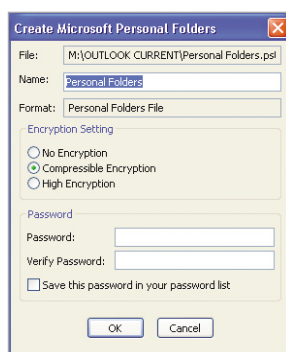 Create Microsoft Personal Folders
File: M:\OUTLOOK CURRENT\Personal Folders.pst
Name: Personal Folders
Format: Personal Folders File
Encryption Setting
No Encryption
Compressible Encryption
High Encryption
Password
Password:
Verify Password:
Save this password in your password list
OK Cancel